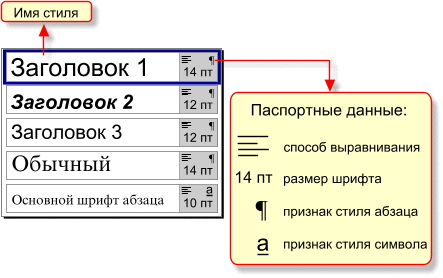 Имя стиля
Заголовок 1
¶
14 пт
Заголовок 2
12 пт
Заголовок 3
¶
12 пт
Обычный
¶
14 пт
Основной шрифт абзаца
a
10 пт
Паспортные данные:
способ выравнивания
14 пт размер шрифта
¶ признак стиля абзаца
a признак стиля символа